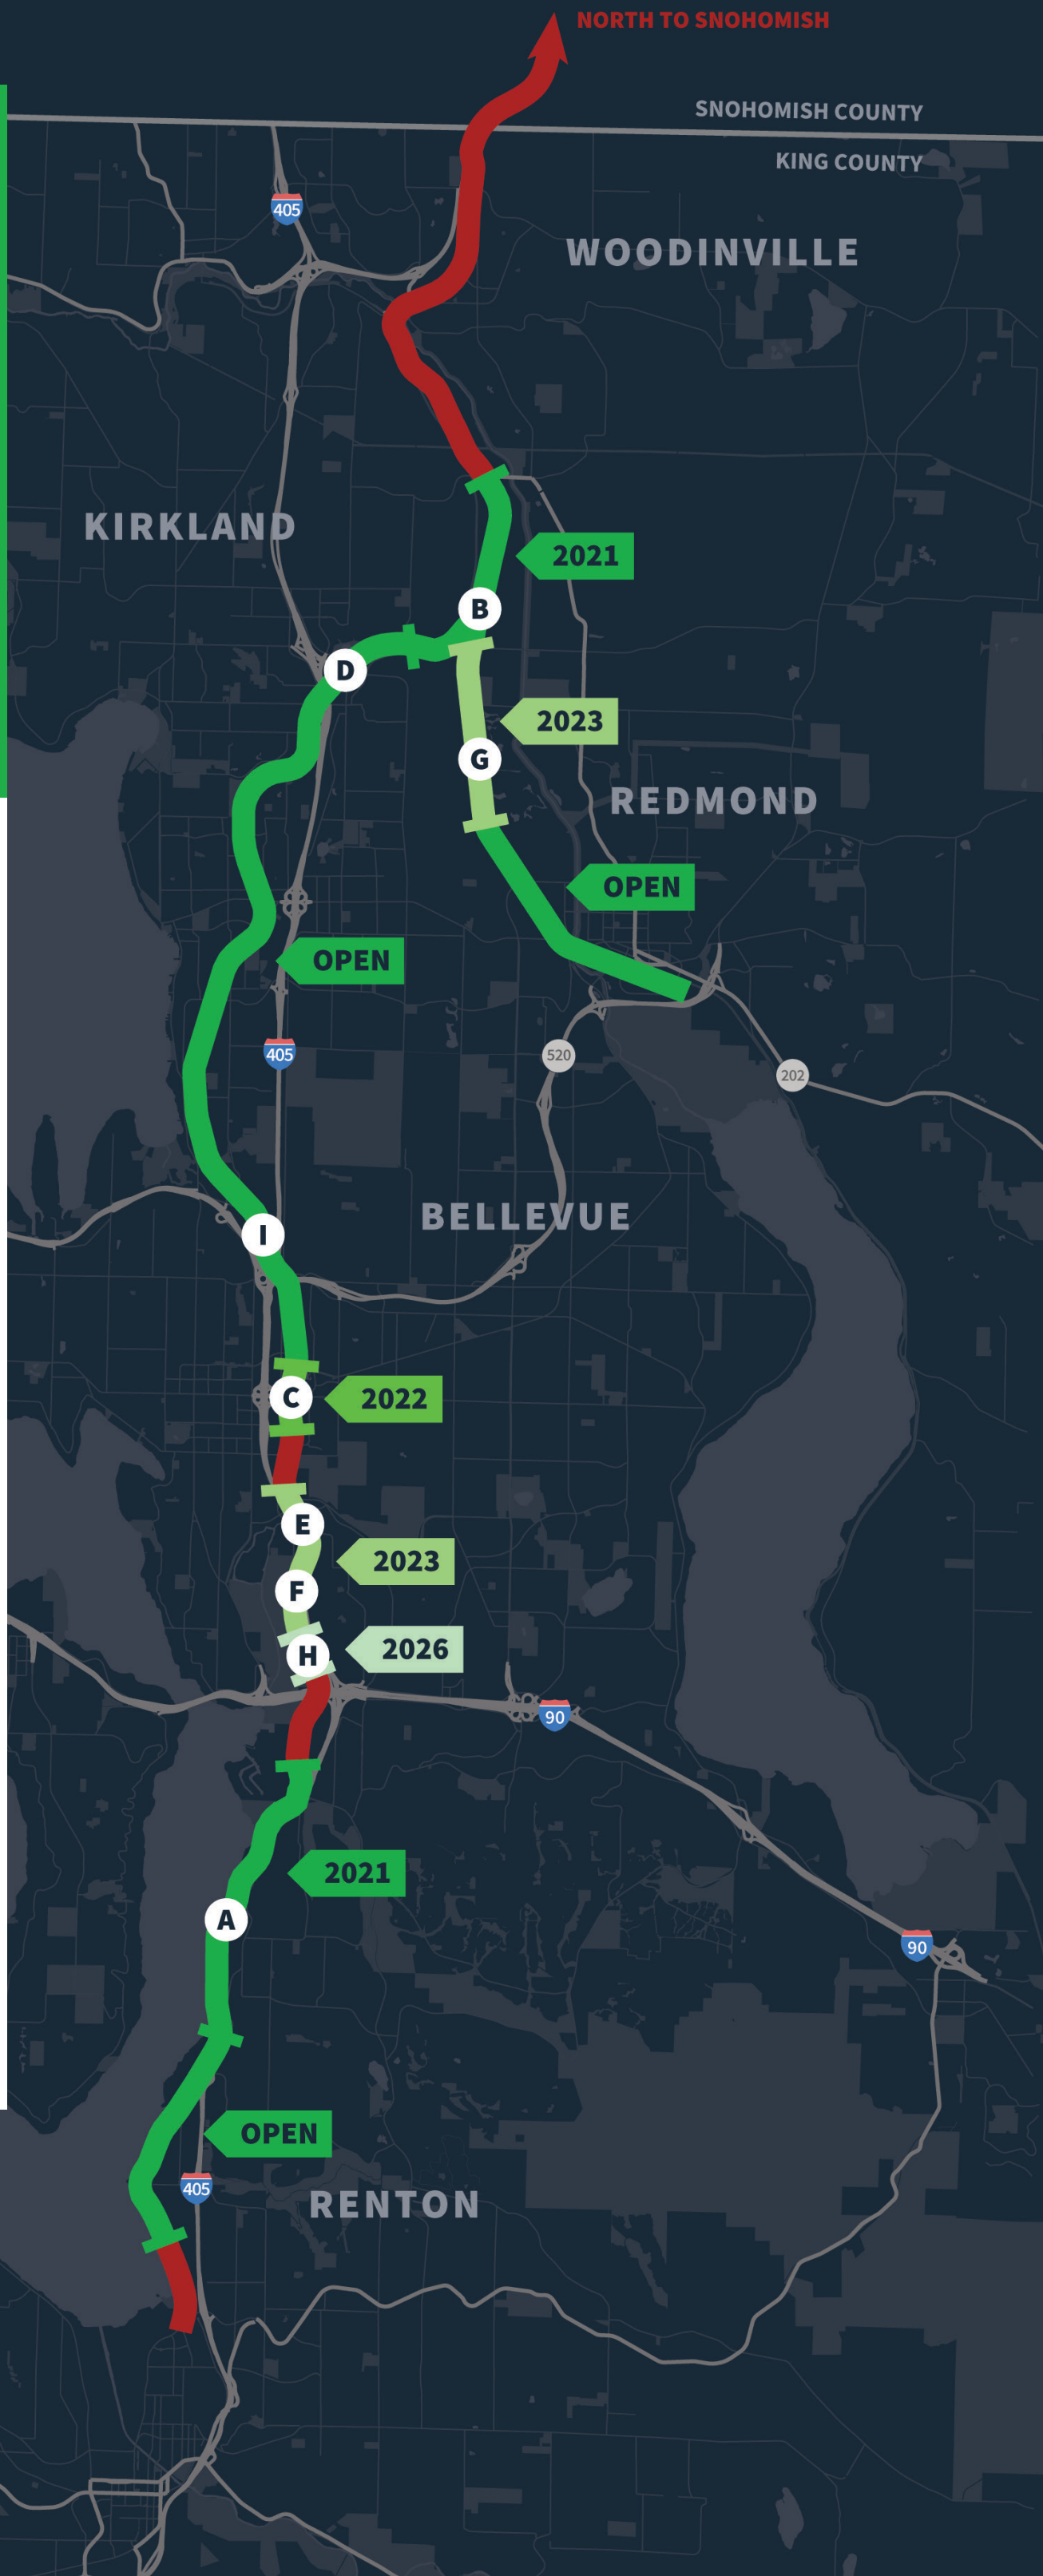 NORTH TO SNOHOMISH
SNOHOMISH COUNTY
KING COUNTY
405
WOODINVILLE
KIRKLAND
2021
B
D
2023
G
REDMOND
OPEN
OPEN
405
520
202
BELLEVUE
I
C
2022
E
2023
F
H
2026
90
2021
A
90
OPEN
405
RENTON